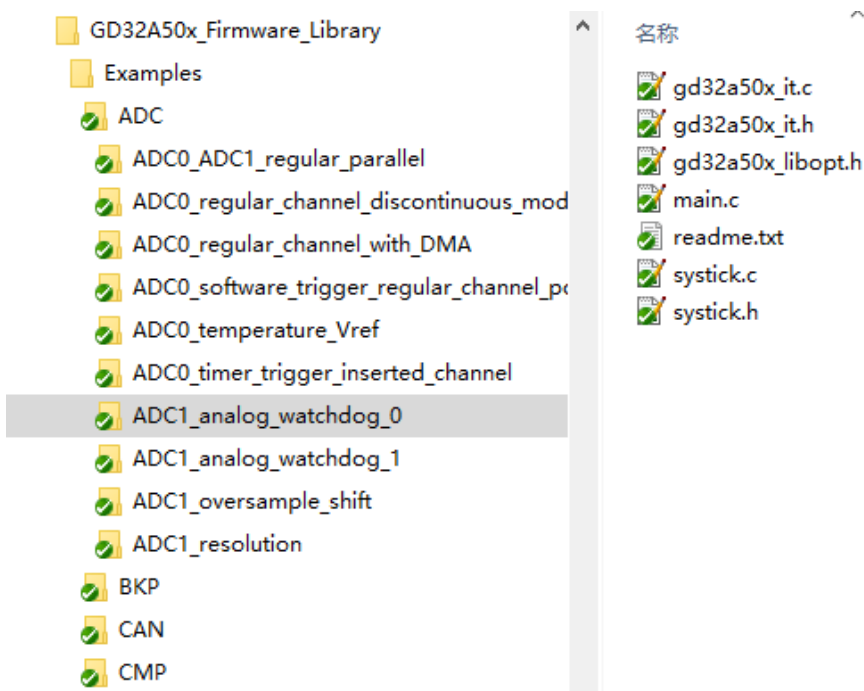 GD32A50x_Firmware_Library
Examples
ADC
ADC0_ADC1_regular_parallel
ADC0_regular_channel_discontinuous_mod
ADC0_regular_channel_with_DMA
ADC0_software_trigger_regular_channel_po
ADC0_temperature_Vref
ADC0_timer_trigger_inserted_channel
ADC1_analog_watchdog_0
ADC1_analog_watchdog_1
ADC1_oversample_shift
ADC1_resolution
BKP
CAN
CMP
名称
gd32a50x_it.c
gd32a50x_it.h
gd32a50x_libopt.h
main.c
readme.txt
systick.c
systick.h